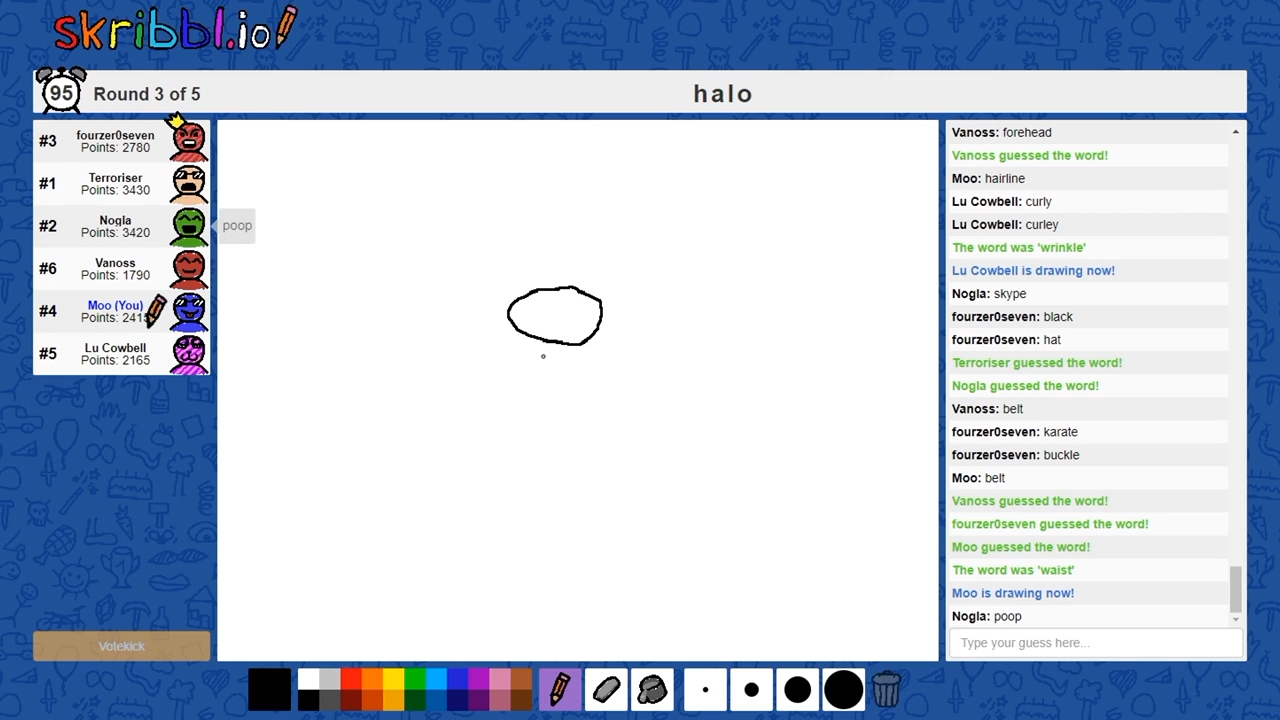 skribbl.io
95 Round 3 of 5
halo
#3 fourzer0seven
Points: 2780
#1 Terroriser
Points: 3430
#2 Nogla
Points: 3420
poop
#6 Vanoss
Points: 1790
#4 Moo (You)
Points: 2415
#5 Lu Cowbell
Points: 2165
Votekick
Vanoss: forehead
Vanoss guessed the word!
Moo: hairline
Lu Cowbell: curly
Lu Cowbell: curley
The word was 'wrinkle'
Lu Cowbell is drawing now!
Nogla: skype
fourzer0seven: black
fourzer0seven: hat
Terroriser guessed the word!
Nogla guessed the word!
Vanoss: belt
fourzer0seven: karate
fourzer0seven: buckle
Moo: belt
Vanoss guessed the word!
fourzer0seven guessed the word!
Moo guessed the word!
The word was 'waist'
Moo is drawing now!
Nogla: poop
Type your guess here...